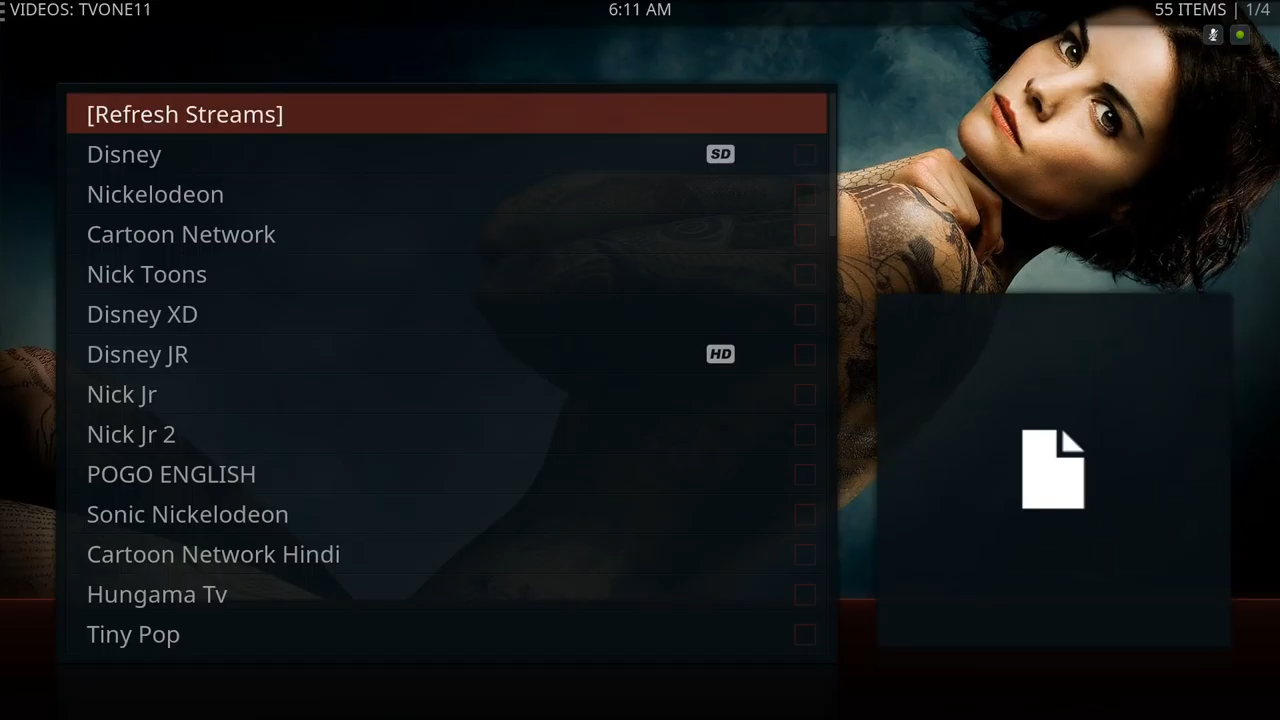 VIDEOS: TVONE11
6:11 AM
55 ITEMS | 1/4
[Refresh Streams]
Disney SD
Nickelodeon
Cartoon Network
Nick Toons
Disney XD
Disney JR HD
Nick Jr
Nick Jr 2
POGO ENGLISH
Sonic Nickelodeon
Cartoon Network Hindi
Hungama Tv
Tiny Pop